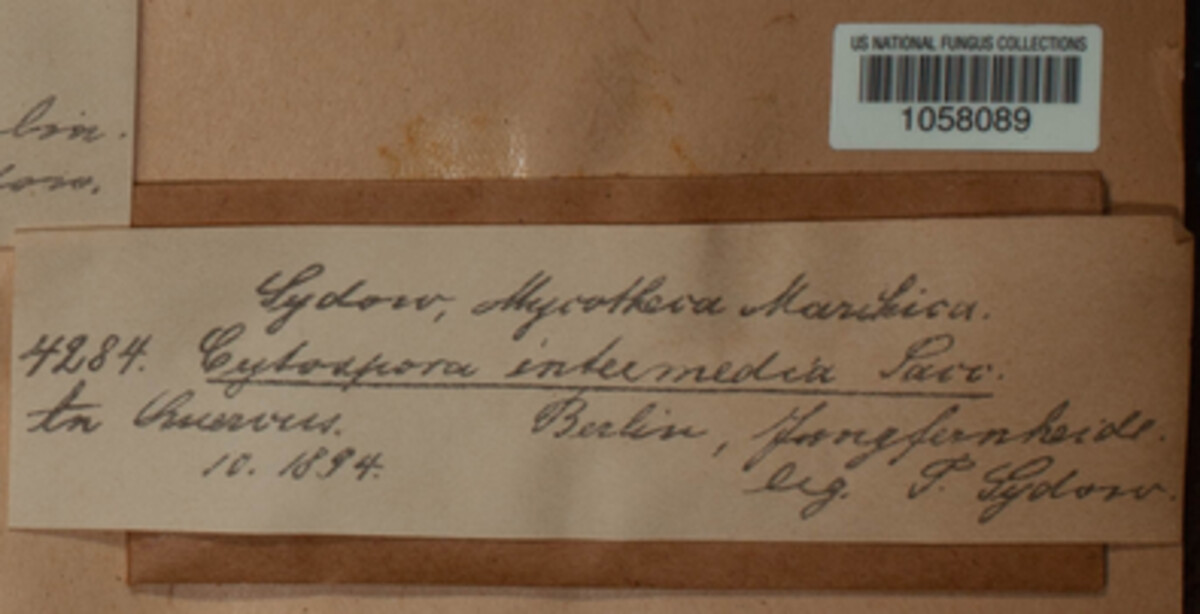 US NATIONAL FUNGUS COLLECTIONS
1058089
lin.
Sydow, Mycotheca Marchica.
4284. Cytospora intermedia Sacc.
In Quercus. Berlin, Jungfernheide.
10. 1894.
leg. P. Sydow.